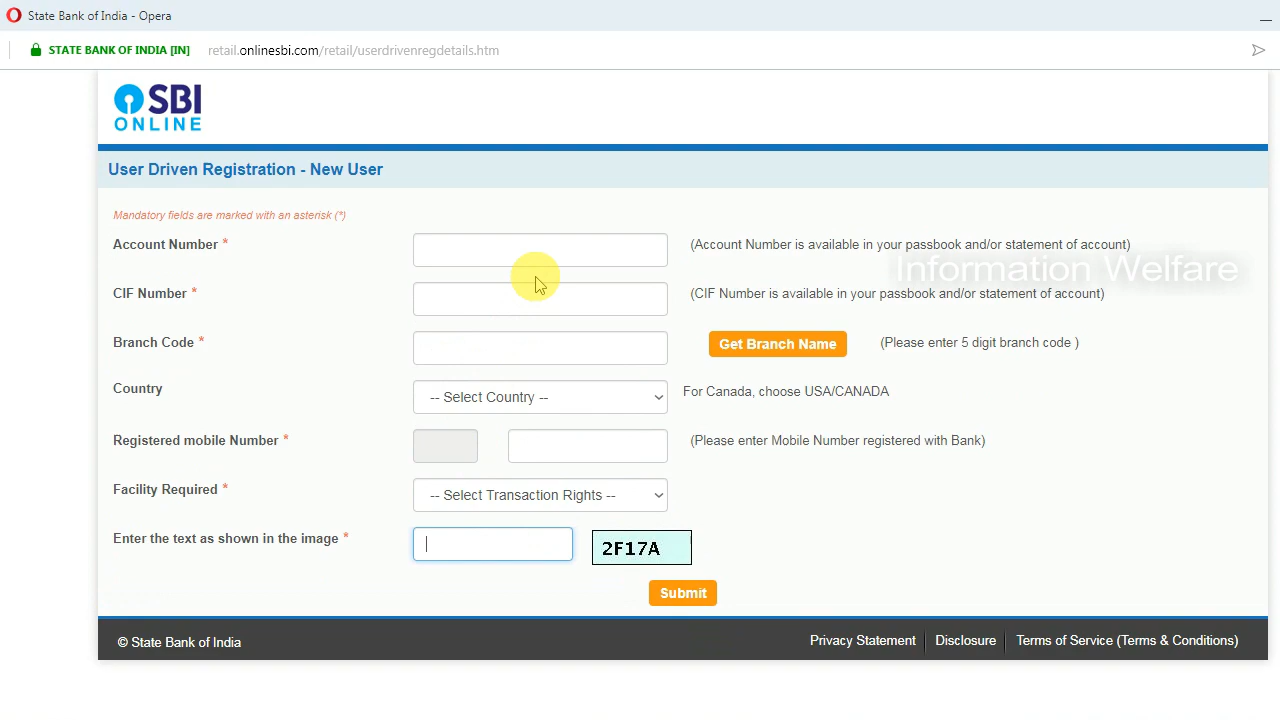 State Bank of India - Opera
STATE BANK OF INDIA [IN] retail.onlinesbi.com/retail/userdrivenregdetails.htm
SBI
ONLINE
User Driven Registration - New User
Mandatory fields are marked with an asterisk (*)
Account Number * (Account Number is available in your passbook and/or statement of account)
Information Welfare
CIF Number * (CIF Number is available in your passbook and/or statement of account)
Branch Code * Get Branch Name (Please enter 5 digit branch code )
Country -- Select Country -- For Canada, choose USA/CANADA
Registered mobile Number * (Please enter Mobile Number registered with Bank)
Facility Required * -- Select Transaction Rights --
Enter the text as shown in the image * 2F17A
Submit
© State Bank of India Privacy Statement Disclosure Terms of Service (Terms & Conditions)